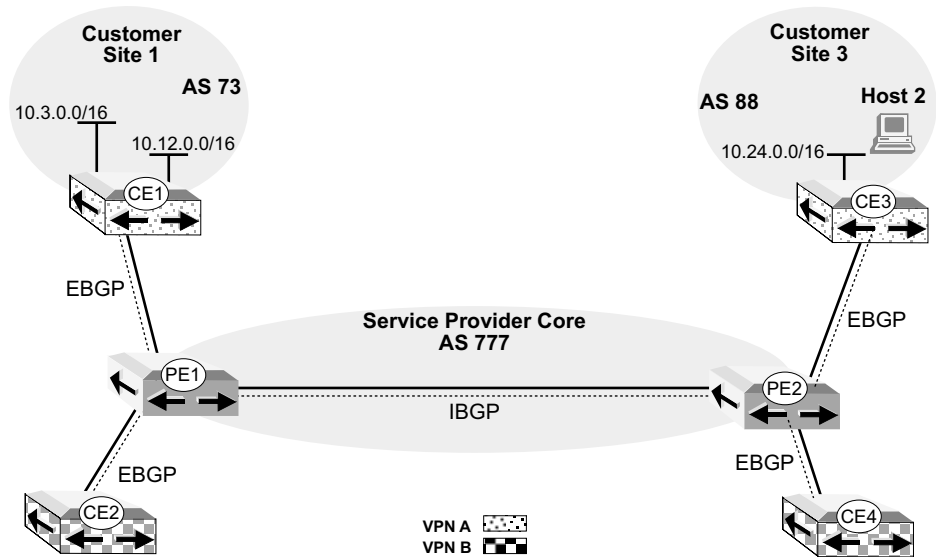 Customer
Site 1
AS 73
10.3.0.0/16
10.12.0.0/16
CE1
Customer
Site 3
AS 88
Host 2
10.24.0.0/16
CE3
EBGP
EBGP
Service Provider Core
AS 777
PE1
PE2
IBGP
EBGP
EBGP
CE2
CE4
VPN A
VPN B